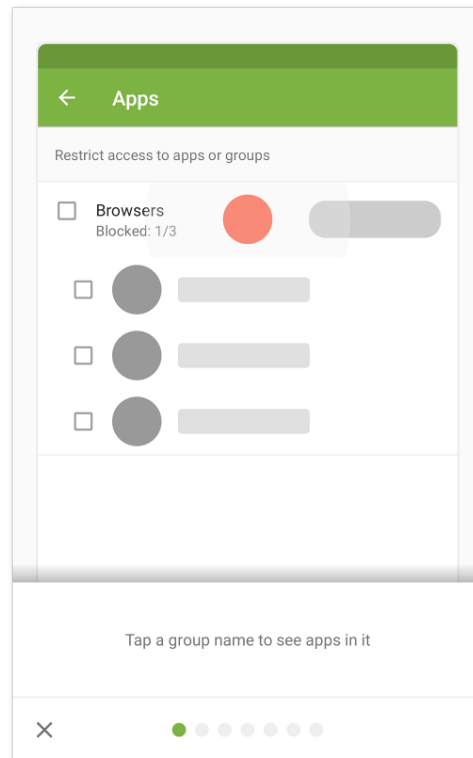 Apps
Restrict access to apps or groups
Browsers
Blocked: 1/3
Tap a group name to see apps in it